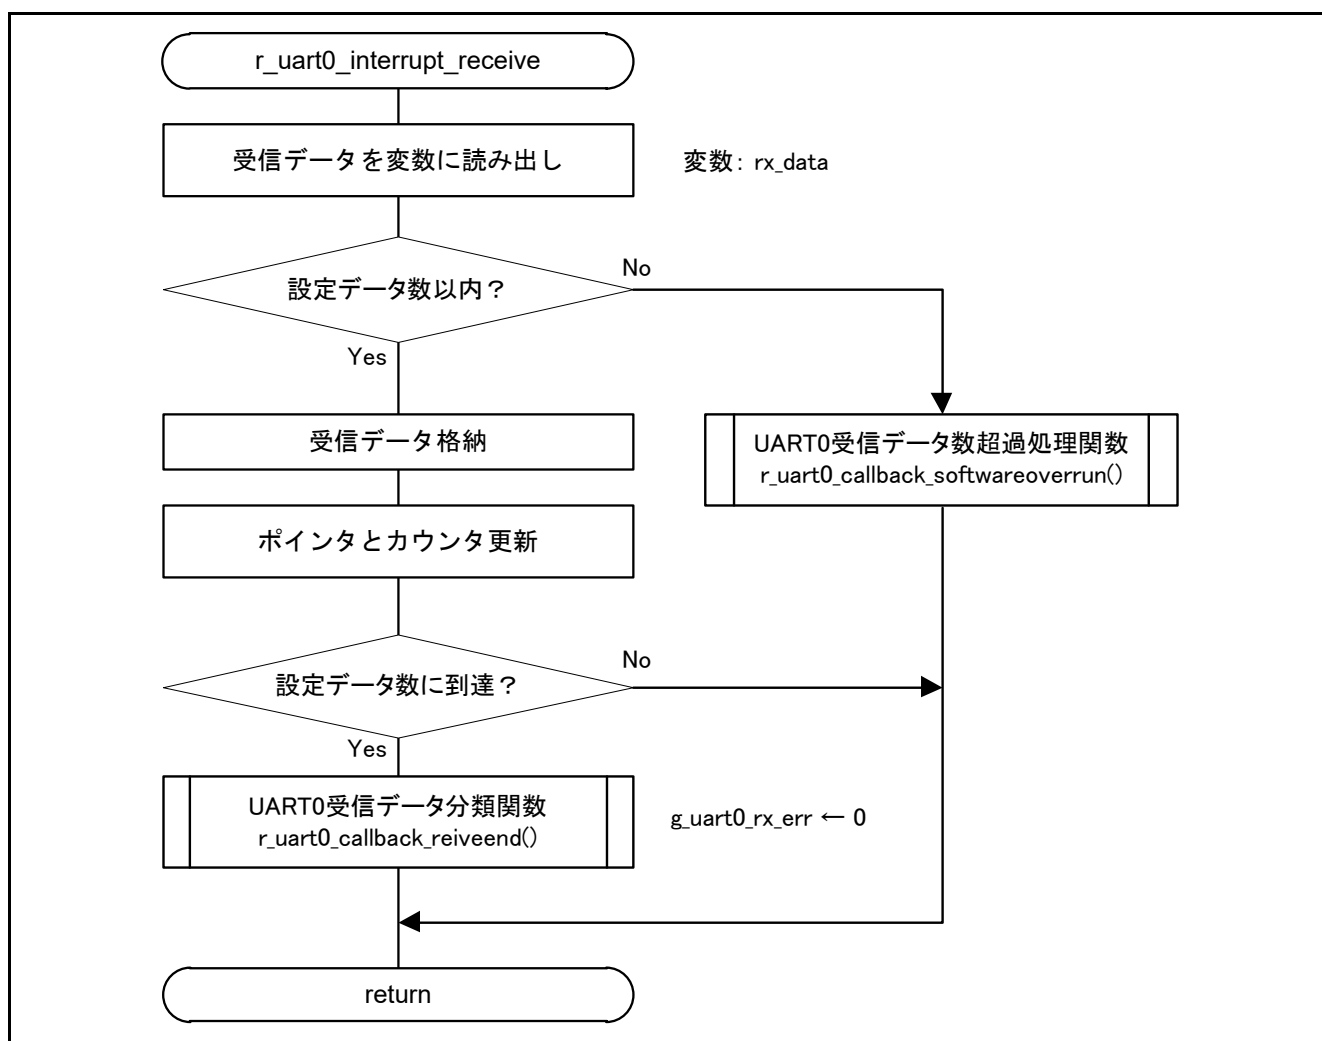 r_uart0_interrupt_receive
受信データを変数に読み出し
変数: rx_data
設定データ数以内？
No
Yes
受信データ格納
UART0受信データ数超過処理関数
r_uart0_callback_softwareoverrun()
ポインタとカウンタ更新
設定データ数に到達？
No
Yes
UART0受信データ分類関数
r_uart0_callback_reiveend()
g_uart0_rx_err ← 0
return